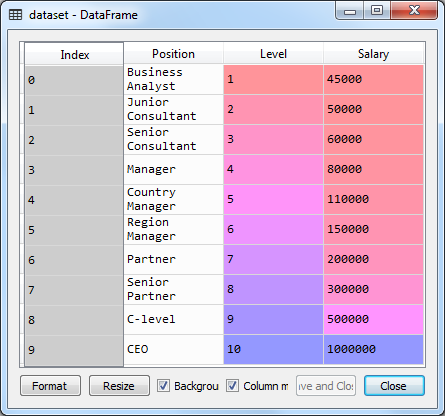 dataset - DataFrame
Index Position Level Salary
0 Business Analyst 1 45000
1 Junior Consultant 2 50000
2 Senior Consultant 3 60000
3 Manager 4 80000
4 Country Manager 5 110000
5 Region Manager 6 150000
6 Partner 7 200000
7 Senior Partner 8 300000
8 C-level 9 500000
9 CEO 10 1000000
Format Resize Backgrou Column m ve and Clos Close